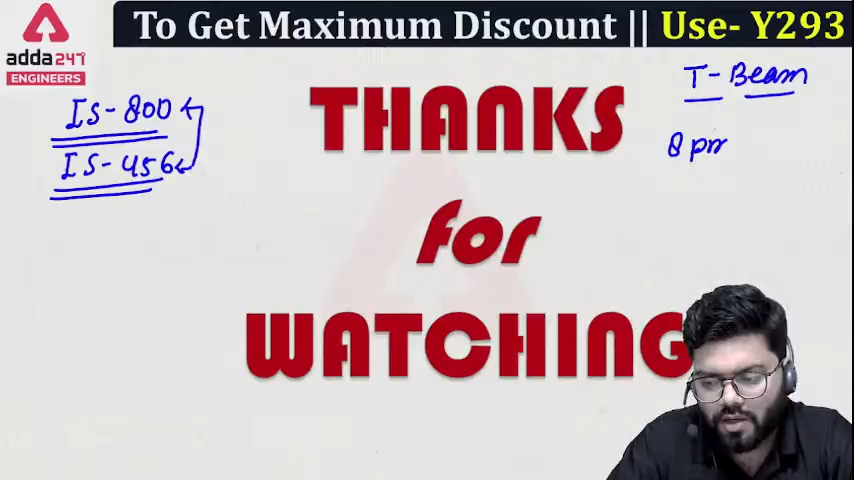 To Get Maximum Discount || Use- Y293
adda247
ENGINEERS
IS-800
IS-456
T-Beam
8 pm
THANKS
for
WATCHING